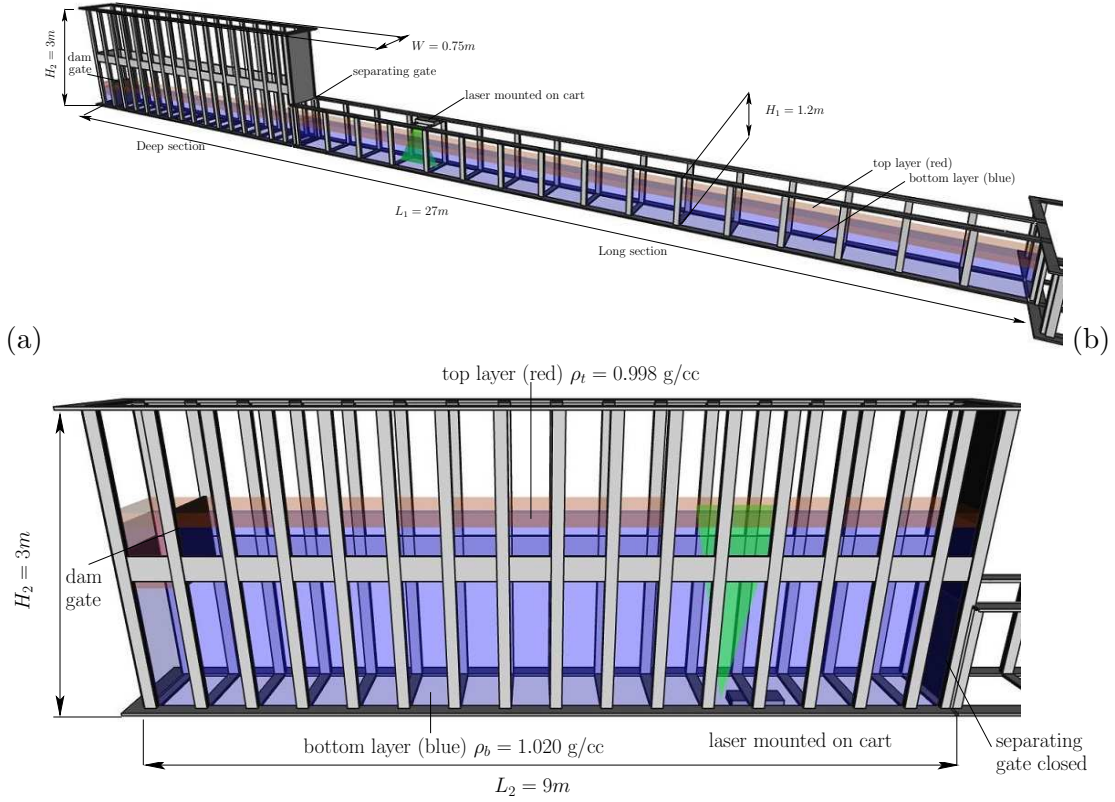 H₂ = 3m
W = 0.75m
dam
gate
separating gate
laser mounted on cart
H₁ = 1.2m
Deep section
top layer (red)
bottom layer (blue)
L₁ = 27m
Long section
(a)
(b)
top layer (red) ρₜ = 0.998 g/cc
H₂ = 3m
dam
gate
bottom layer (blue) ρ_b = 1.020 g/cc
laser mounted on cart
separating
gate closed
L₂ = 9m